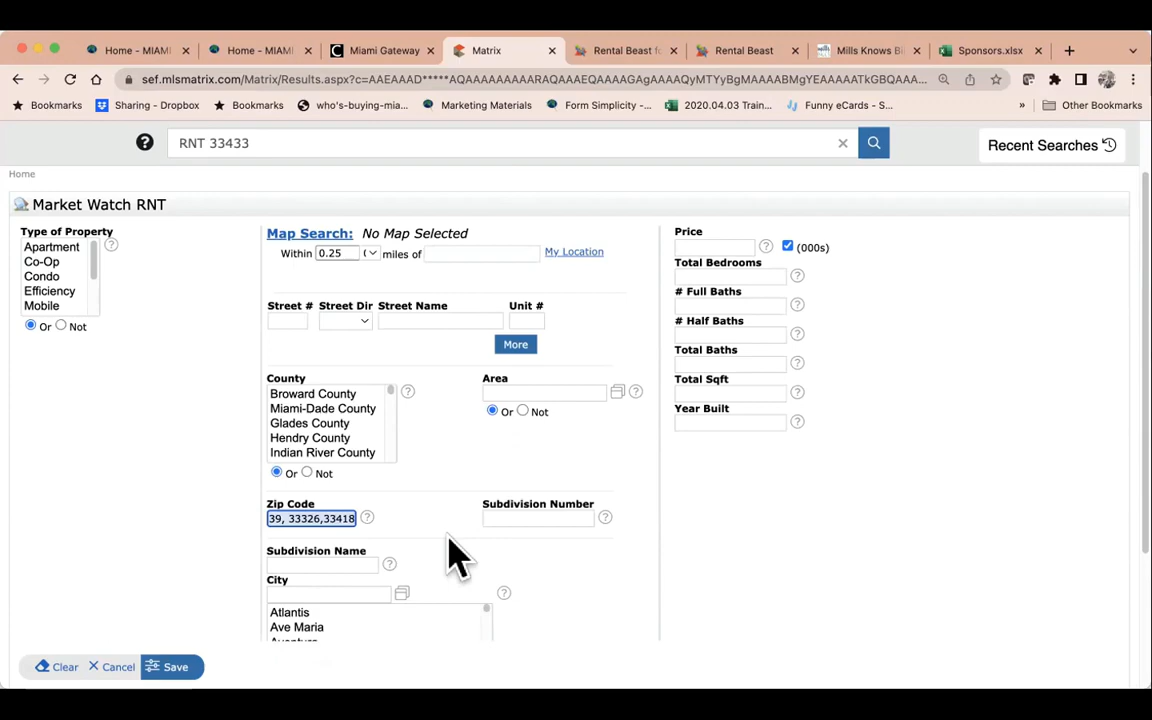 Home - MIAMI
Home - MIAMI
Miami Gateway
Matrix
Rental Beast fo
Rental Beast
Mills Knows Bi
Sponsors.xlsx
sef.mlsmatrix.com/Matrix/Results.aspx?c=AAEAAAD*****AQAAAAAAAAARAQAAAEQAAAAGAgAAAAQyMTYyBgMAAAABMgYEAAAAATkGBQAAA...
Bookmarks
Sharing - Dropbox
Bookmarks
who's-buying-mia...
Marketing Materials
Form Simplicity -...
2020.04.03 Train...
Funny eCards - S...
» Other Bookmarks
RNT 33433
Recent Searches
Home
Market Watch RNT
Type of Property
Apartment
Co-Op
Condo
Efficiency
Mobile
Or Not
Map Search: No Map Selected
Within 0.25 ( miles of
My Location
Street # Street Dir Street Name Unit #
More
County
Broward County
Miami-Dade County
Glades County
Hendry County
Indian River County
Or Not
Area
Or Not
Zip Code
39, 33326,33418
Subdivision Number
Subdivision Name
City
Atlantis
Ave Maria
Price
(000s)
Total Bedrooms
# Full Baths
# Half Baths
Total Baths
Total Sqft
Year Built
Clear Cancel Save